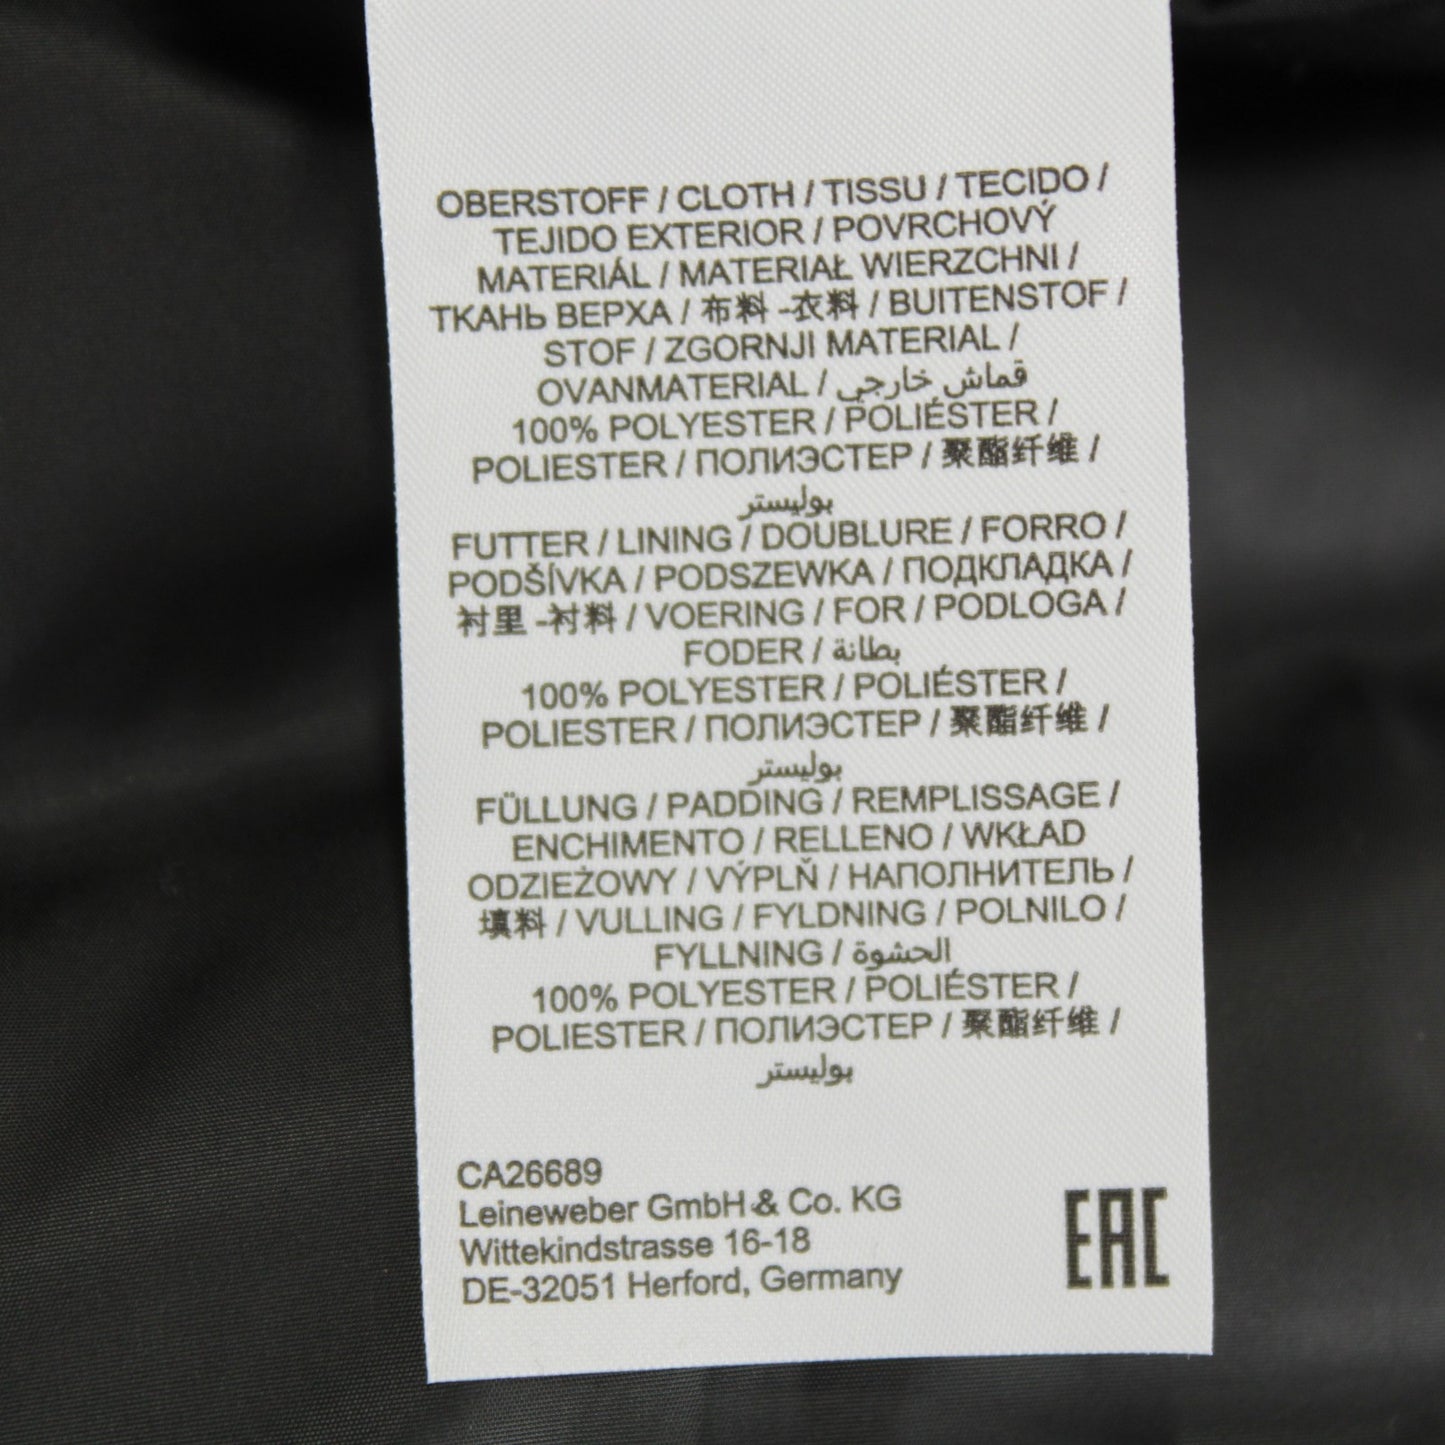 OBERSTOFF / CLOTH / TISSU / TECIDO /
TEJIDO EXTERIOR / POVRCHOVÝ
MATERIÁL / MATERIAŁ WIERZCHNI /
ТКАНЬ ВЕРХА / 布料 -衣料 / BUITENSTOF /
STOF / ZGORNJI MATERIAL /
OVANMATERIAL / قماش خارجي
100% POLYESTER / POLIÉSTER /
POLIESTER / ПОЛИЭСТЕР / 聚酯纤维 /
بوليستر
FUTTER / LINING / DOUBLURE / FORRO /
PODŠÍVKA / PODSZEWKA / ПОДКЛАДКА /
衬里 -衬料 / VOERING / FOR / PODLOGA /
FODER / بطانة
100% POLYESTER / POLIÉSTER /
POLIESTER / ПОЛИЭСТЕР / 聚酯纤维 /
بوليستر
FÜLLUNG / PADDING / REMPLISSAGE /
ENCHIMENTO / RELLENO / WKŁAD
ODZIEŻOWY / VÝPLŇ / НАПОЛНИТЕЛЬ /
填料 / VULLING / FYLDNING / POLNILO /
FYLLNING / الحشوة
100% POLYESTER / POLIÉSTER /
POLIESTER / ПОЛИЭСТЕР / 聚酯纤维 /
بوليستر
CA26689
Leineweber GmbH & Co. KG
Wittekindstrasse 16-18
DE-32051 Herford, Germany
EAC